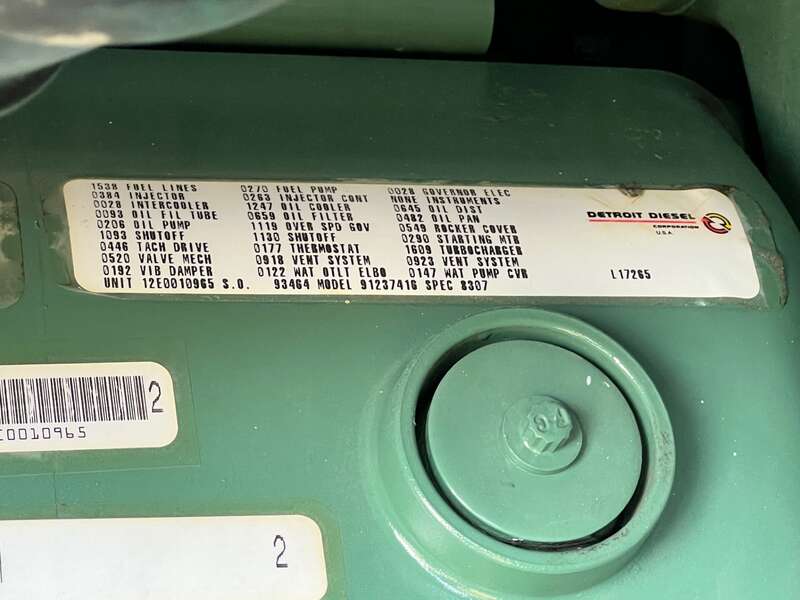 1538 FUEL LINES 0270 FUEL PUMP 0028 GOVERNOR ELEC
0384 INJECTOR 0263 INJECTOR CONT NONE INSTRUMENTS
0028 INTERCOOLER 1247 OIL COOLER 0645 OIL DIST
0093 OIL FIL TUBE 0659 OIL FILTER 0482 OIL PAN
0206 OIL PUMP 1119 OVER SPD GOV 0549 ROCKER COVER
1093 SHUTOFF 1130 SHUTOFF 0290 STARTING MTR
0446 TACH DRIVE 0177 THERMOSTAT 1609 TURBOCHARGER
0520 VALVE MECH 0918 VENT SYSTEM 0923 VENT SYSTEM
0192 VIB DAMPER 0122 WAT OTLT ELBO 0147 WAT PUMP CVR
UNIT 12E0010965 S.O. 93464 MODEL 91237416 SPEC 8307
DETROIT DIESEL
CORPORATION
U.S.A.
L17265
2
E0010965
2